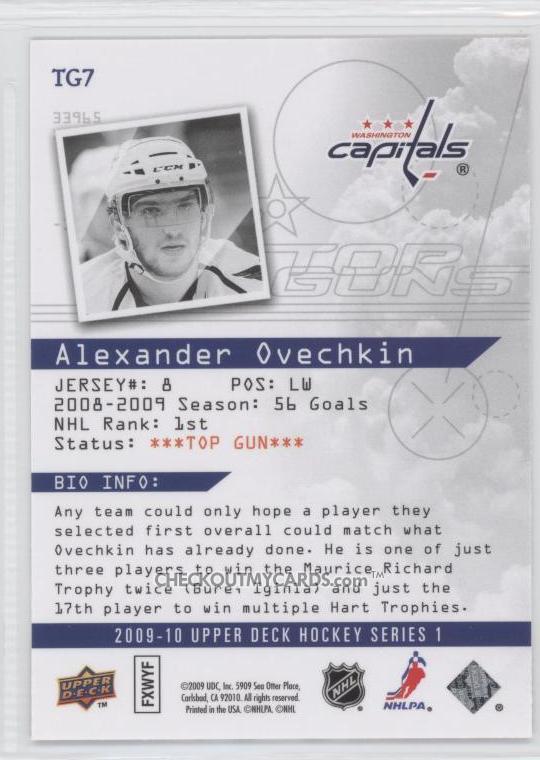 TG7
33965
CCM
WASHINGTON
capitals®
TOP
GUNS
Alexander Ovechkin
JERSEY#: 8 POS: LW
2008-2009 Season: 56 Goals
NHL Rank: 1st
Status: ***TOP GUN***
BIO INFO:
Any team could only hope a player they
selected first overall could match what
Ovechkin has already done. He is one of just
three players to win the Maurice Richard
Trophy twice (Bure, Iginla) and just the
CHECKOUTMYCARDS.com™
17th player to win multiple Hart Trophies.
2009-10 UPPER DECK HOCKEY SERIES 1
UPPER
DECK
TM
FXWYF
©2009 UDC, Inc. 5909 Sea Otter Place,
Carlsbad, CA 92010. All rights reserved.
Printed in the USA. ©NHLPA. ©NHL
NHL
NHLPA
®